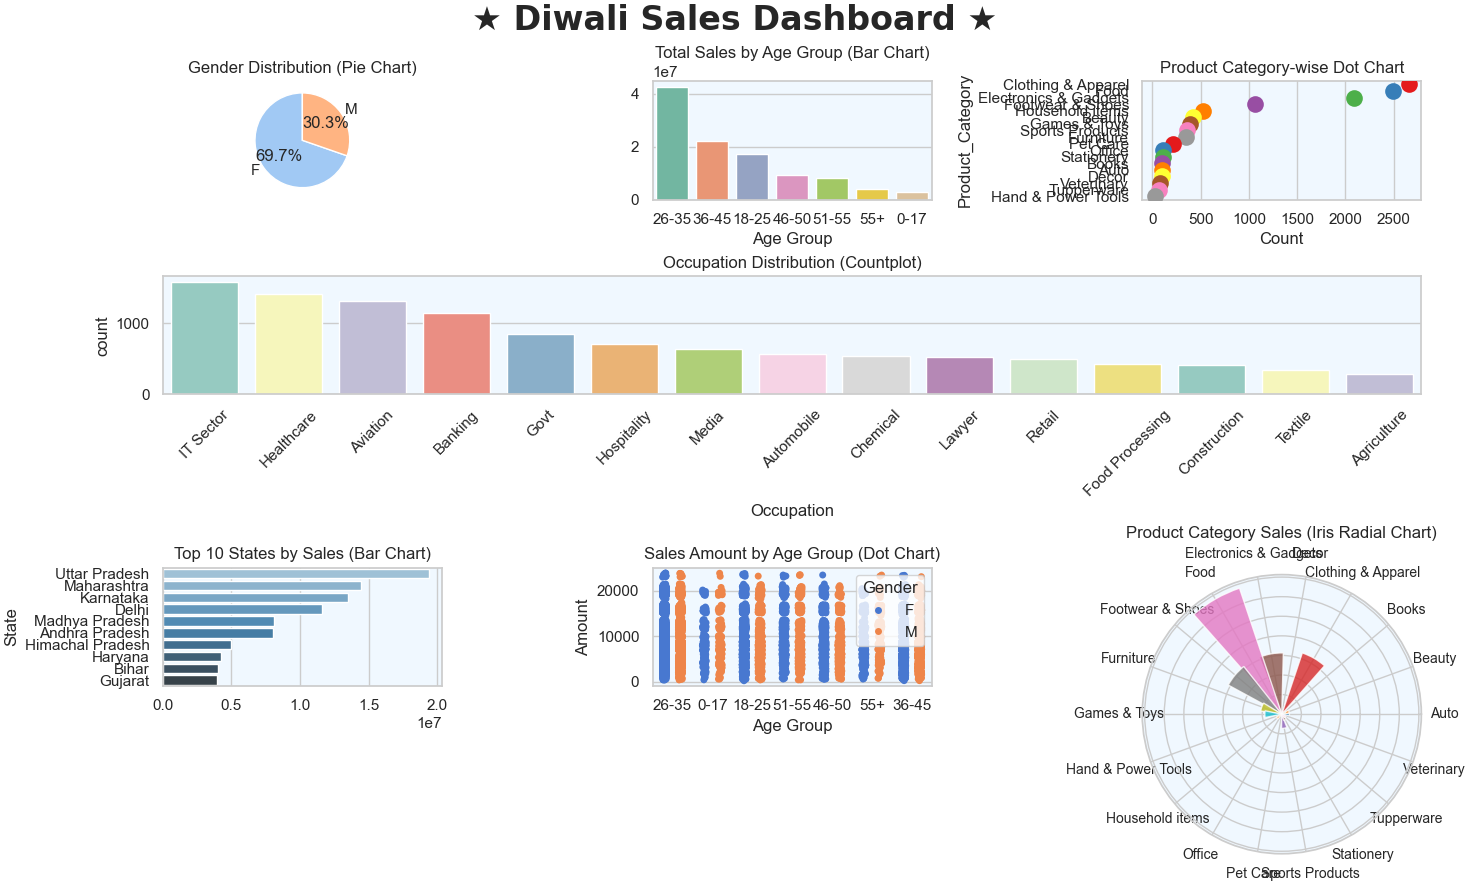 ★ Diwali Sales Dashboard ★
Gender Distribution (Pie Chart)
M
30.3%
69.7%
F
Total Sales by Age Group (Bar Chart)
1e7
4
2
0
26-35 36-45 18-25 46-50 51-55 55+ 0-17
Age Group
Product Category-wise Dot Chart
Product_Category
Clothing & Apparel
Food
Electronics & Gadgets
Footwear & Shoes
Household items
Beauty
Games & Toys
Sports Products
Furniture
Pet Care
Office
Stationery
Books
Auto
Decor
Veterinary
Tupperware
Hand & Power Tools
0 500 1000 1500 2000 2500
Count
Occupation Distribution (Countplot)
count
1000
0
IT Sector
Healthcare
Aviation
Banking
Govt
Hospitality
Media
Automobile
Chemical
Lawyer
Retail
Food Processing
Construction
Textile
Agriculture
Occupation
Top 10 States by Sales (Bar Chart)
State
Uttar Pradesh
Maharashtra
Karnataka
Delhi
Madhya Pradesh
Andhra Pradesh
Himachal Pradesh
Haryana
Bihar
Gujarat
0.0 0.5 1.0 1.5 2.0
1e7
Sales Amount by Age Group (Dot Chart)
Amount
20000
10000
0
Gender
F
M
26-35 0-17 18-25 51-55 46-50 55+ 36-45
Age Group
Product Category Sales (Iris Radial Chart)
Electronics & Gadgets
Decor
Food
Clothing & Apparel
Footwear & Shoes
Books
Furniture
Beauty
Games & Toys
Auto
Hand & Power Tools
Veterinary
Household items
Tupperware
Office
Stationery
Pet Care
Sports Products